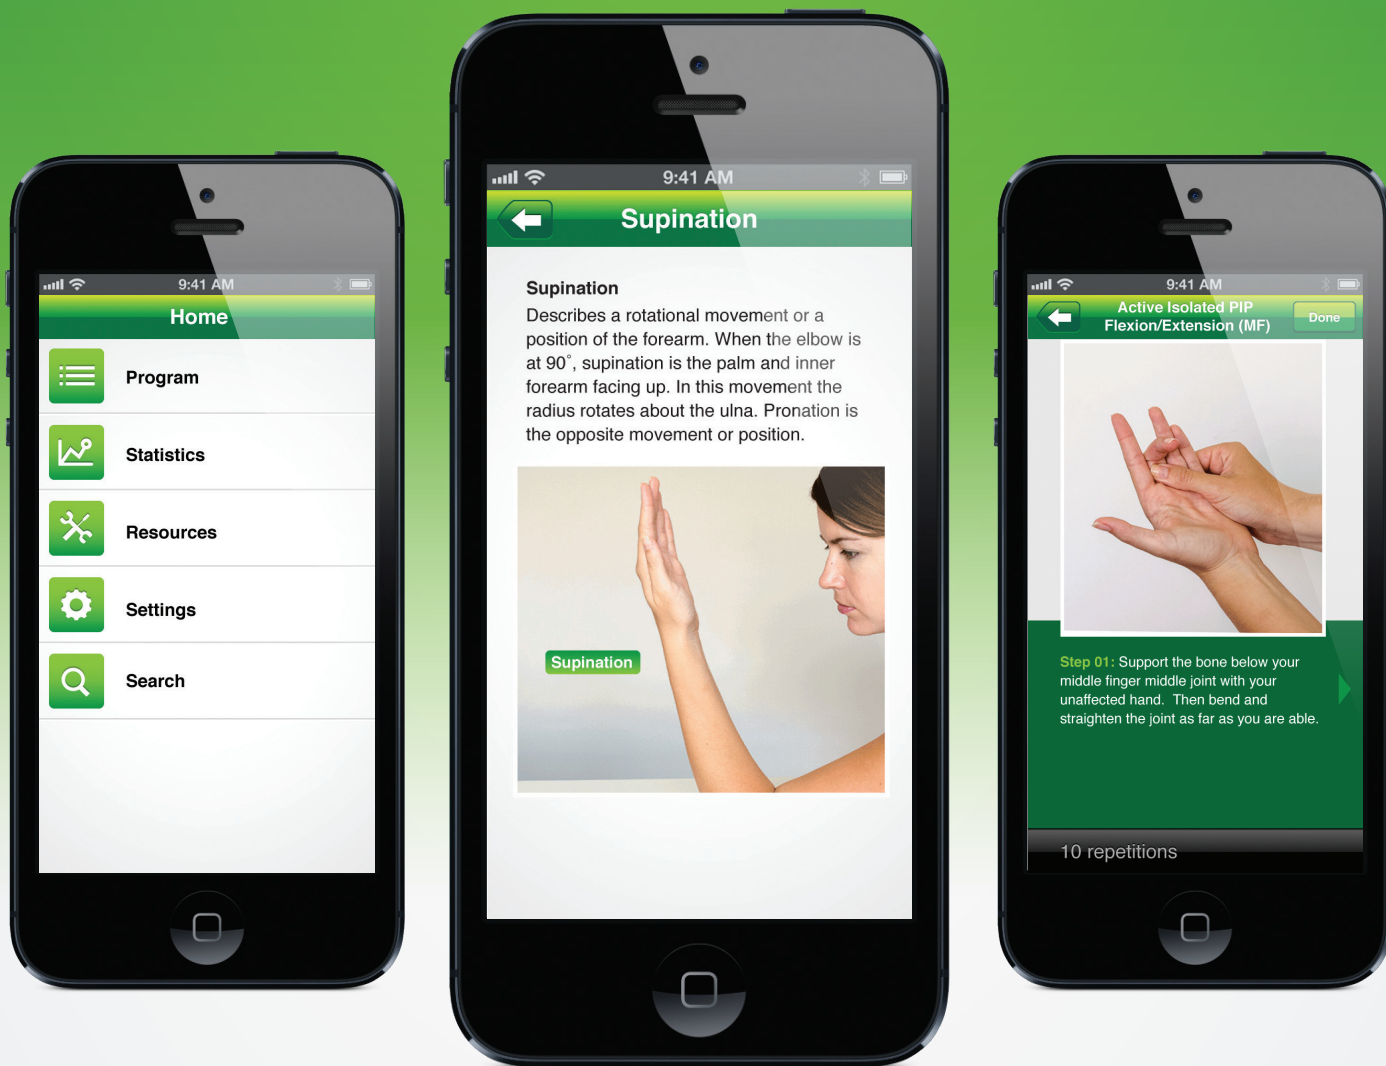 9:41 AM
Home
Program
Statistics
Resources
Settings
Search
9:41 AM
Supination
Supination
Describes a rotational movement or a
position of the forearm. When the elbow is
at 90°, supination is the palm and inner
forearm facing up. In this movement the
radius rotates about the ulna. Pronation is
the opposite movement or position.
Supination
9:41 AM
Active Isolated PIP
Flexion/Extension (MF)
Done
Step 01: Support the bone below your
middle finger middle joint with your
unaffected hand.  Then bend and
straighten the joint as far as you are able.
10 repetitions